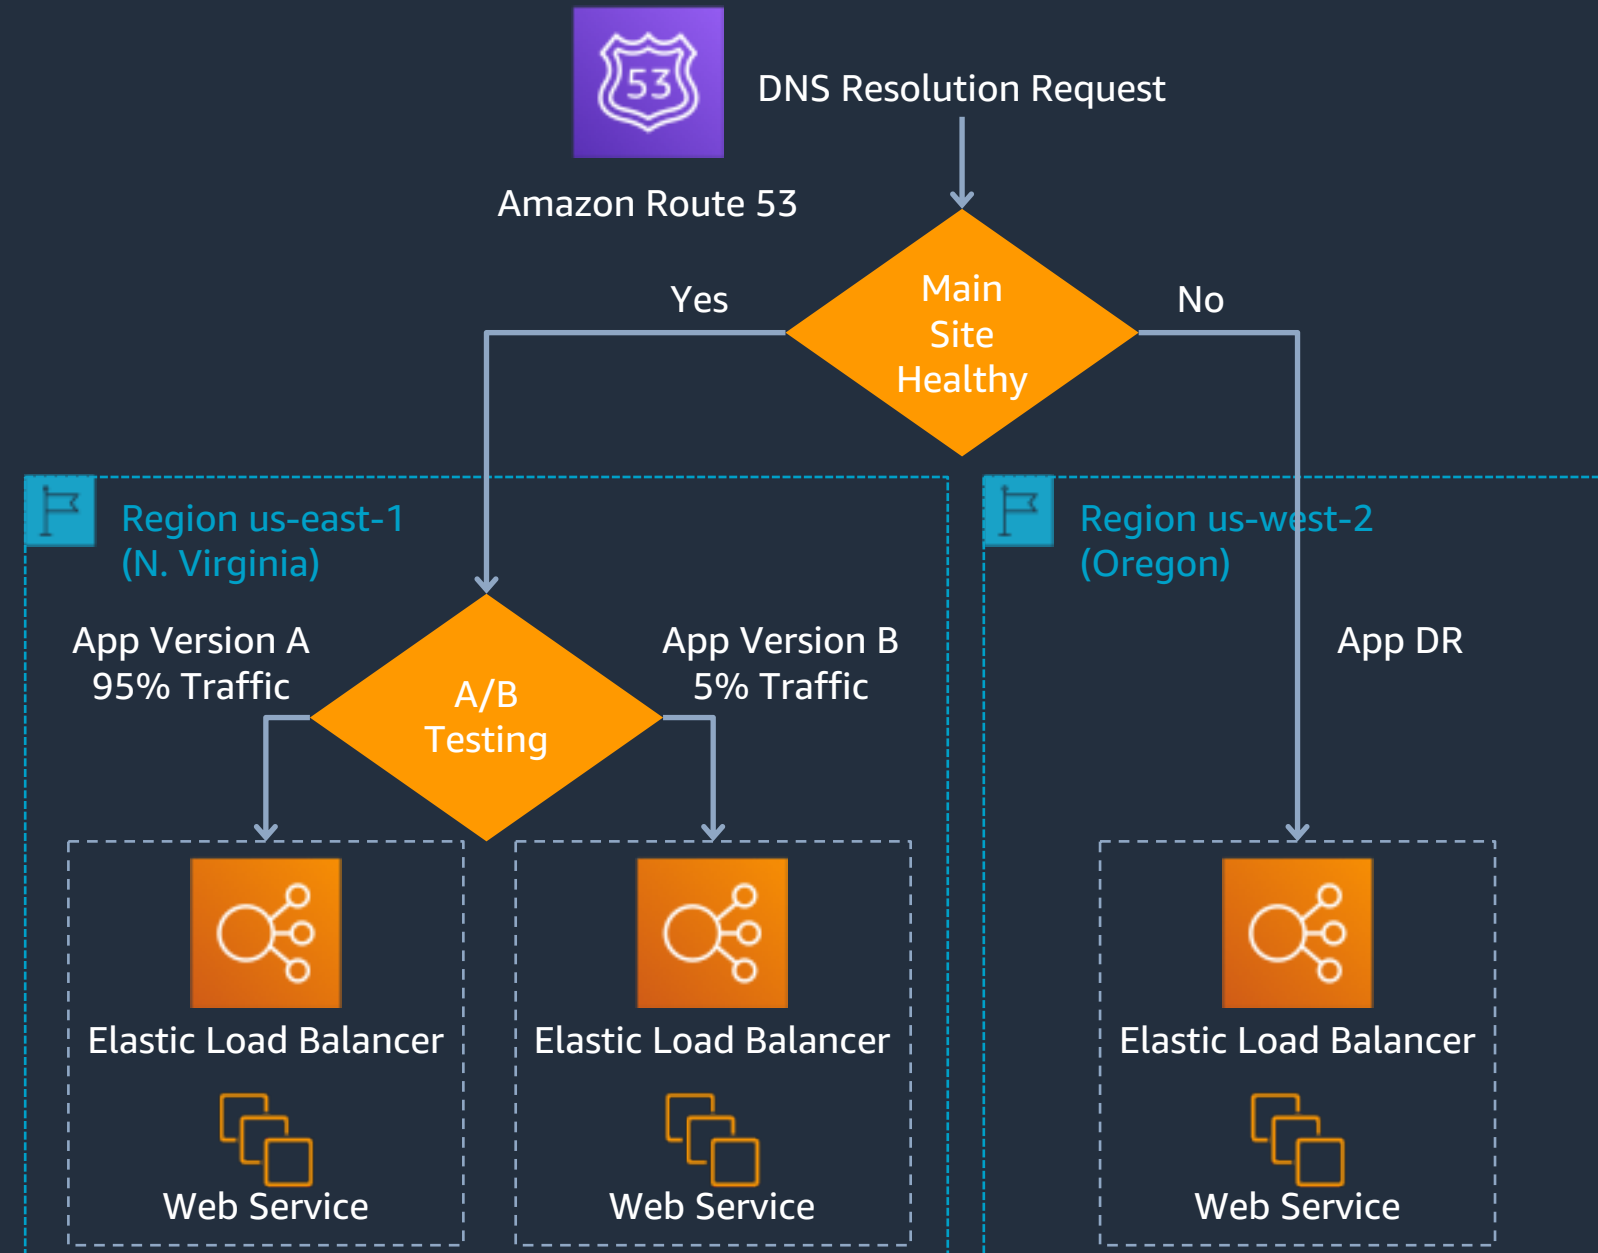 53
DNS Resolution Request
Amazon Route 53
Main
Site
Healthy
Yes
No
Region us-east-1
(N. Virginia)
Region us-west-2
(Oregon)
App Version A
95% Traffic
A/B
Testing
App Version B
5% Traffic
App DR
Elastic Load Balancer
Elastic Load Balancer
Elastic Load Balancer
Web Service
Web Service
Web Service